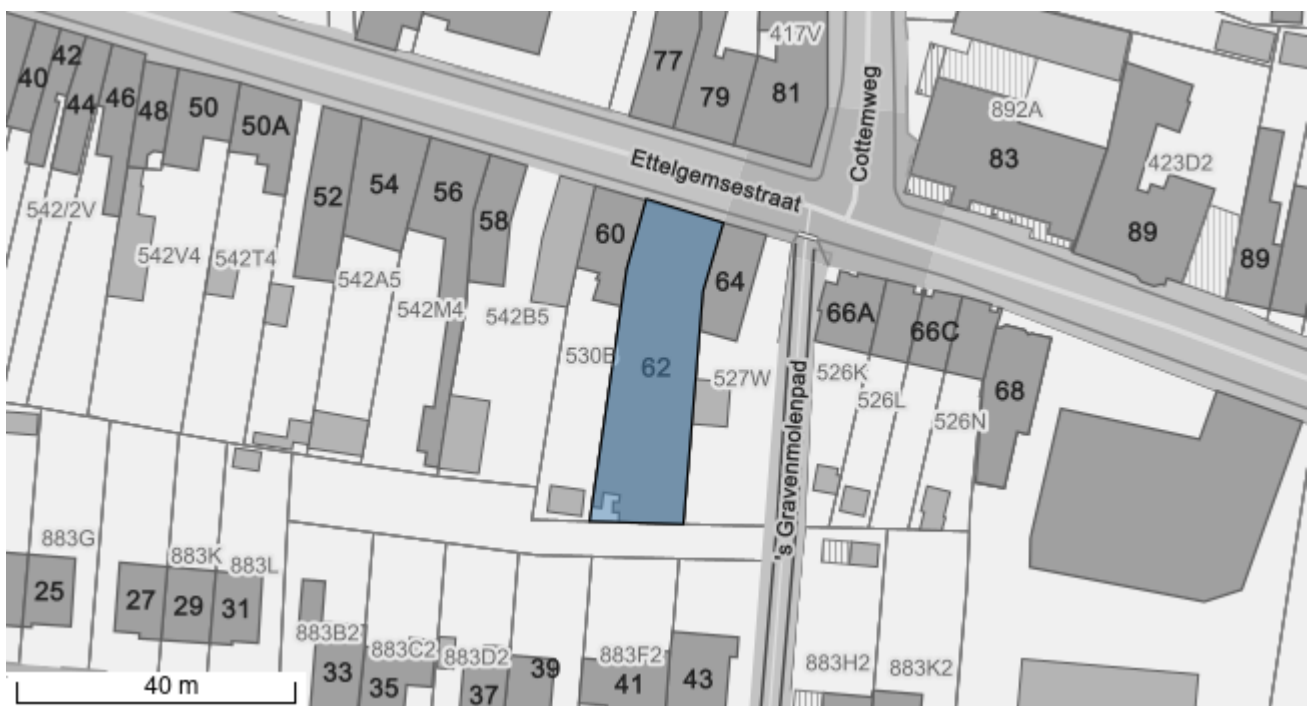 77
79
417V
81
Cottemweg
42
40
44
46
48
50
50A
892A
83
423D2
89
89
Ettelgemsestraat
52
54
56
58
60
64
66A
66C
68
542/2V
542V4
542T4
542A5
542M4
542B5
530B
62
527W
526K
526L
526N
's Gravenmolenpad
883G
883K
883L
25
27
29
31
883B2
883C2
883D2
883F2
883H2
883K2
33
35
37
39
41
43
40 m